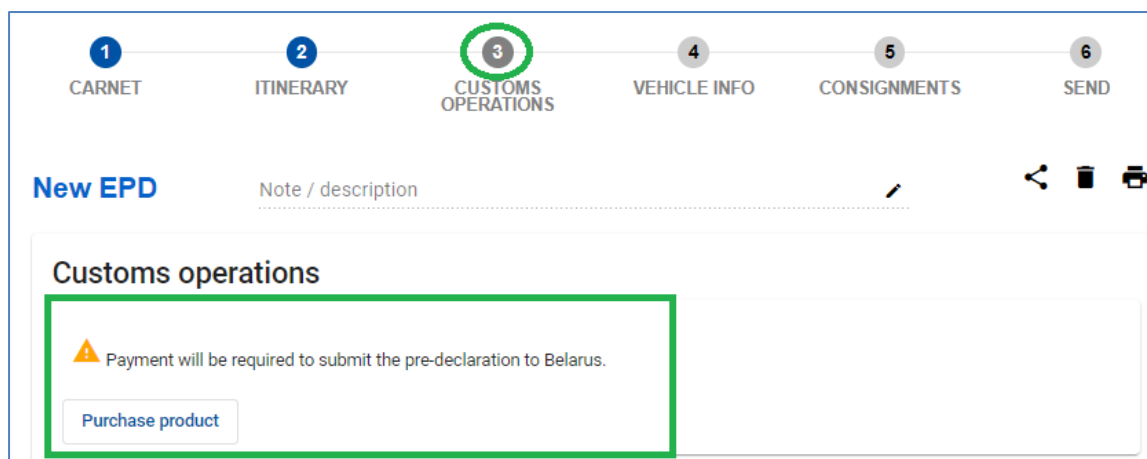 1 2 3 4 5 6
CARNET ITINERARY CUSTOMS OPERATIONS VEHICLE INFO CONSIGNMENTS SEND
New EPD Note / description
Customs operations
Payment will be required to submit the pre-declaration to Belarus.
Purchase product